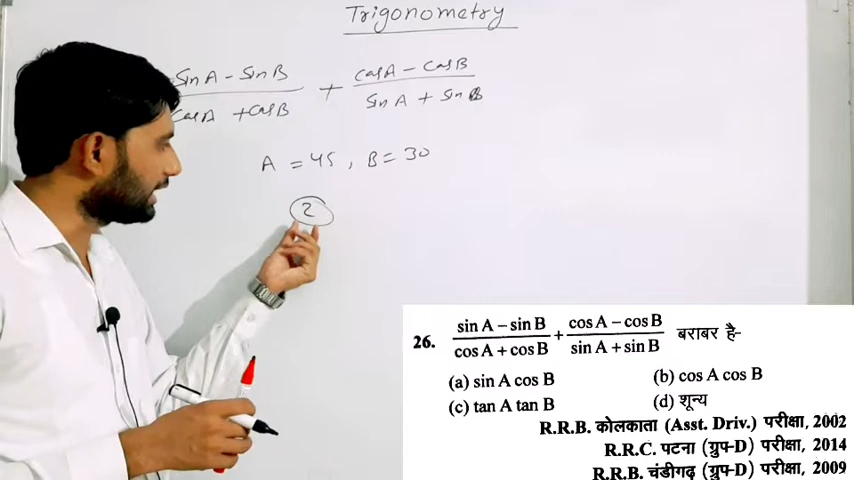 Trigonometry
sinA - sinB / cosA + cosB + cosA - cosB / sinA + sinB
A = 45, B = 30
2
26. sin A – sin B / cos A + cos B + cos A – cos B / sin A + sin B बराबर है-
(a) sin A cos B (b) cos A cos B
(c) tan A tan B (d) शून्य
R.R.B. कोलकाता (Asst. Driv.) परीक्षा, 2002
R.R.C. पटना (ग्रुप-D) परीक्षा, 2014
R.R.B. चंडीगढ़ (ग्रुप-D) परीक्षा, 2009